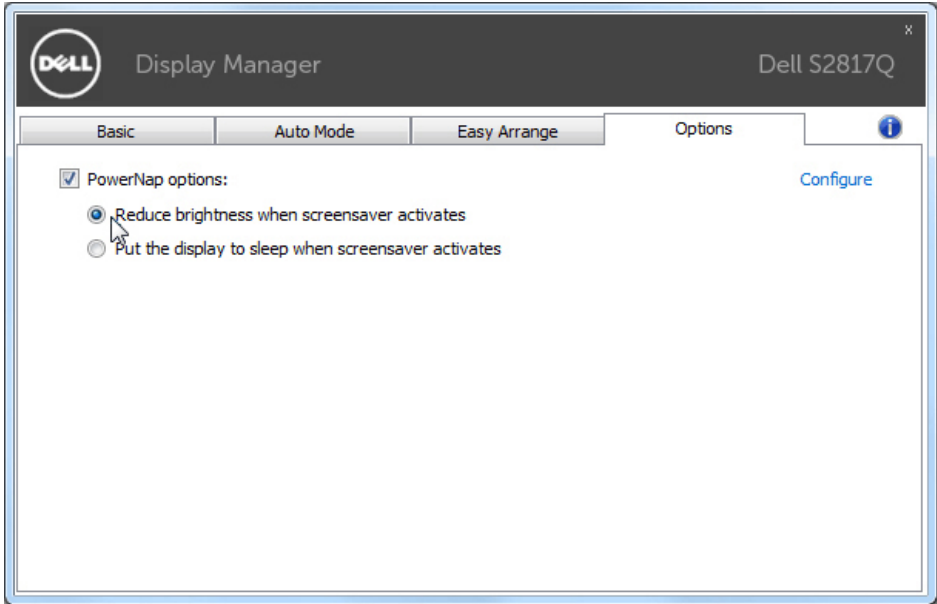 DELL
Display Manager
Dell S2817Q
x
Basic
Auto Mode
Easy Arrange
Options
i
PowerNap options:
Configure
Reduce brightness when screensaver activates
Put the display to sleep when screensaver activates